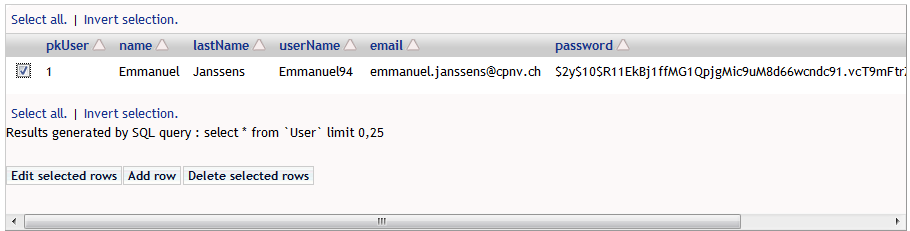 Select all. | Invert selection.
pkUser name lastName userName email password
1 Emmanuel Janssens Emmanuel94 emmanuel.janssens@cpnv.ch $2y$10$R11EkBj1ffMG1QpjgMic9uM8d66wcndc91.vcT9mFtr
Select all. | Invert selection.
Results generated by SQL query : select * from `User` limit 0,25
Edit selected rows Add row Delete selected rows